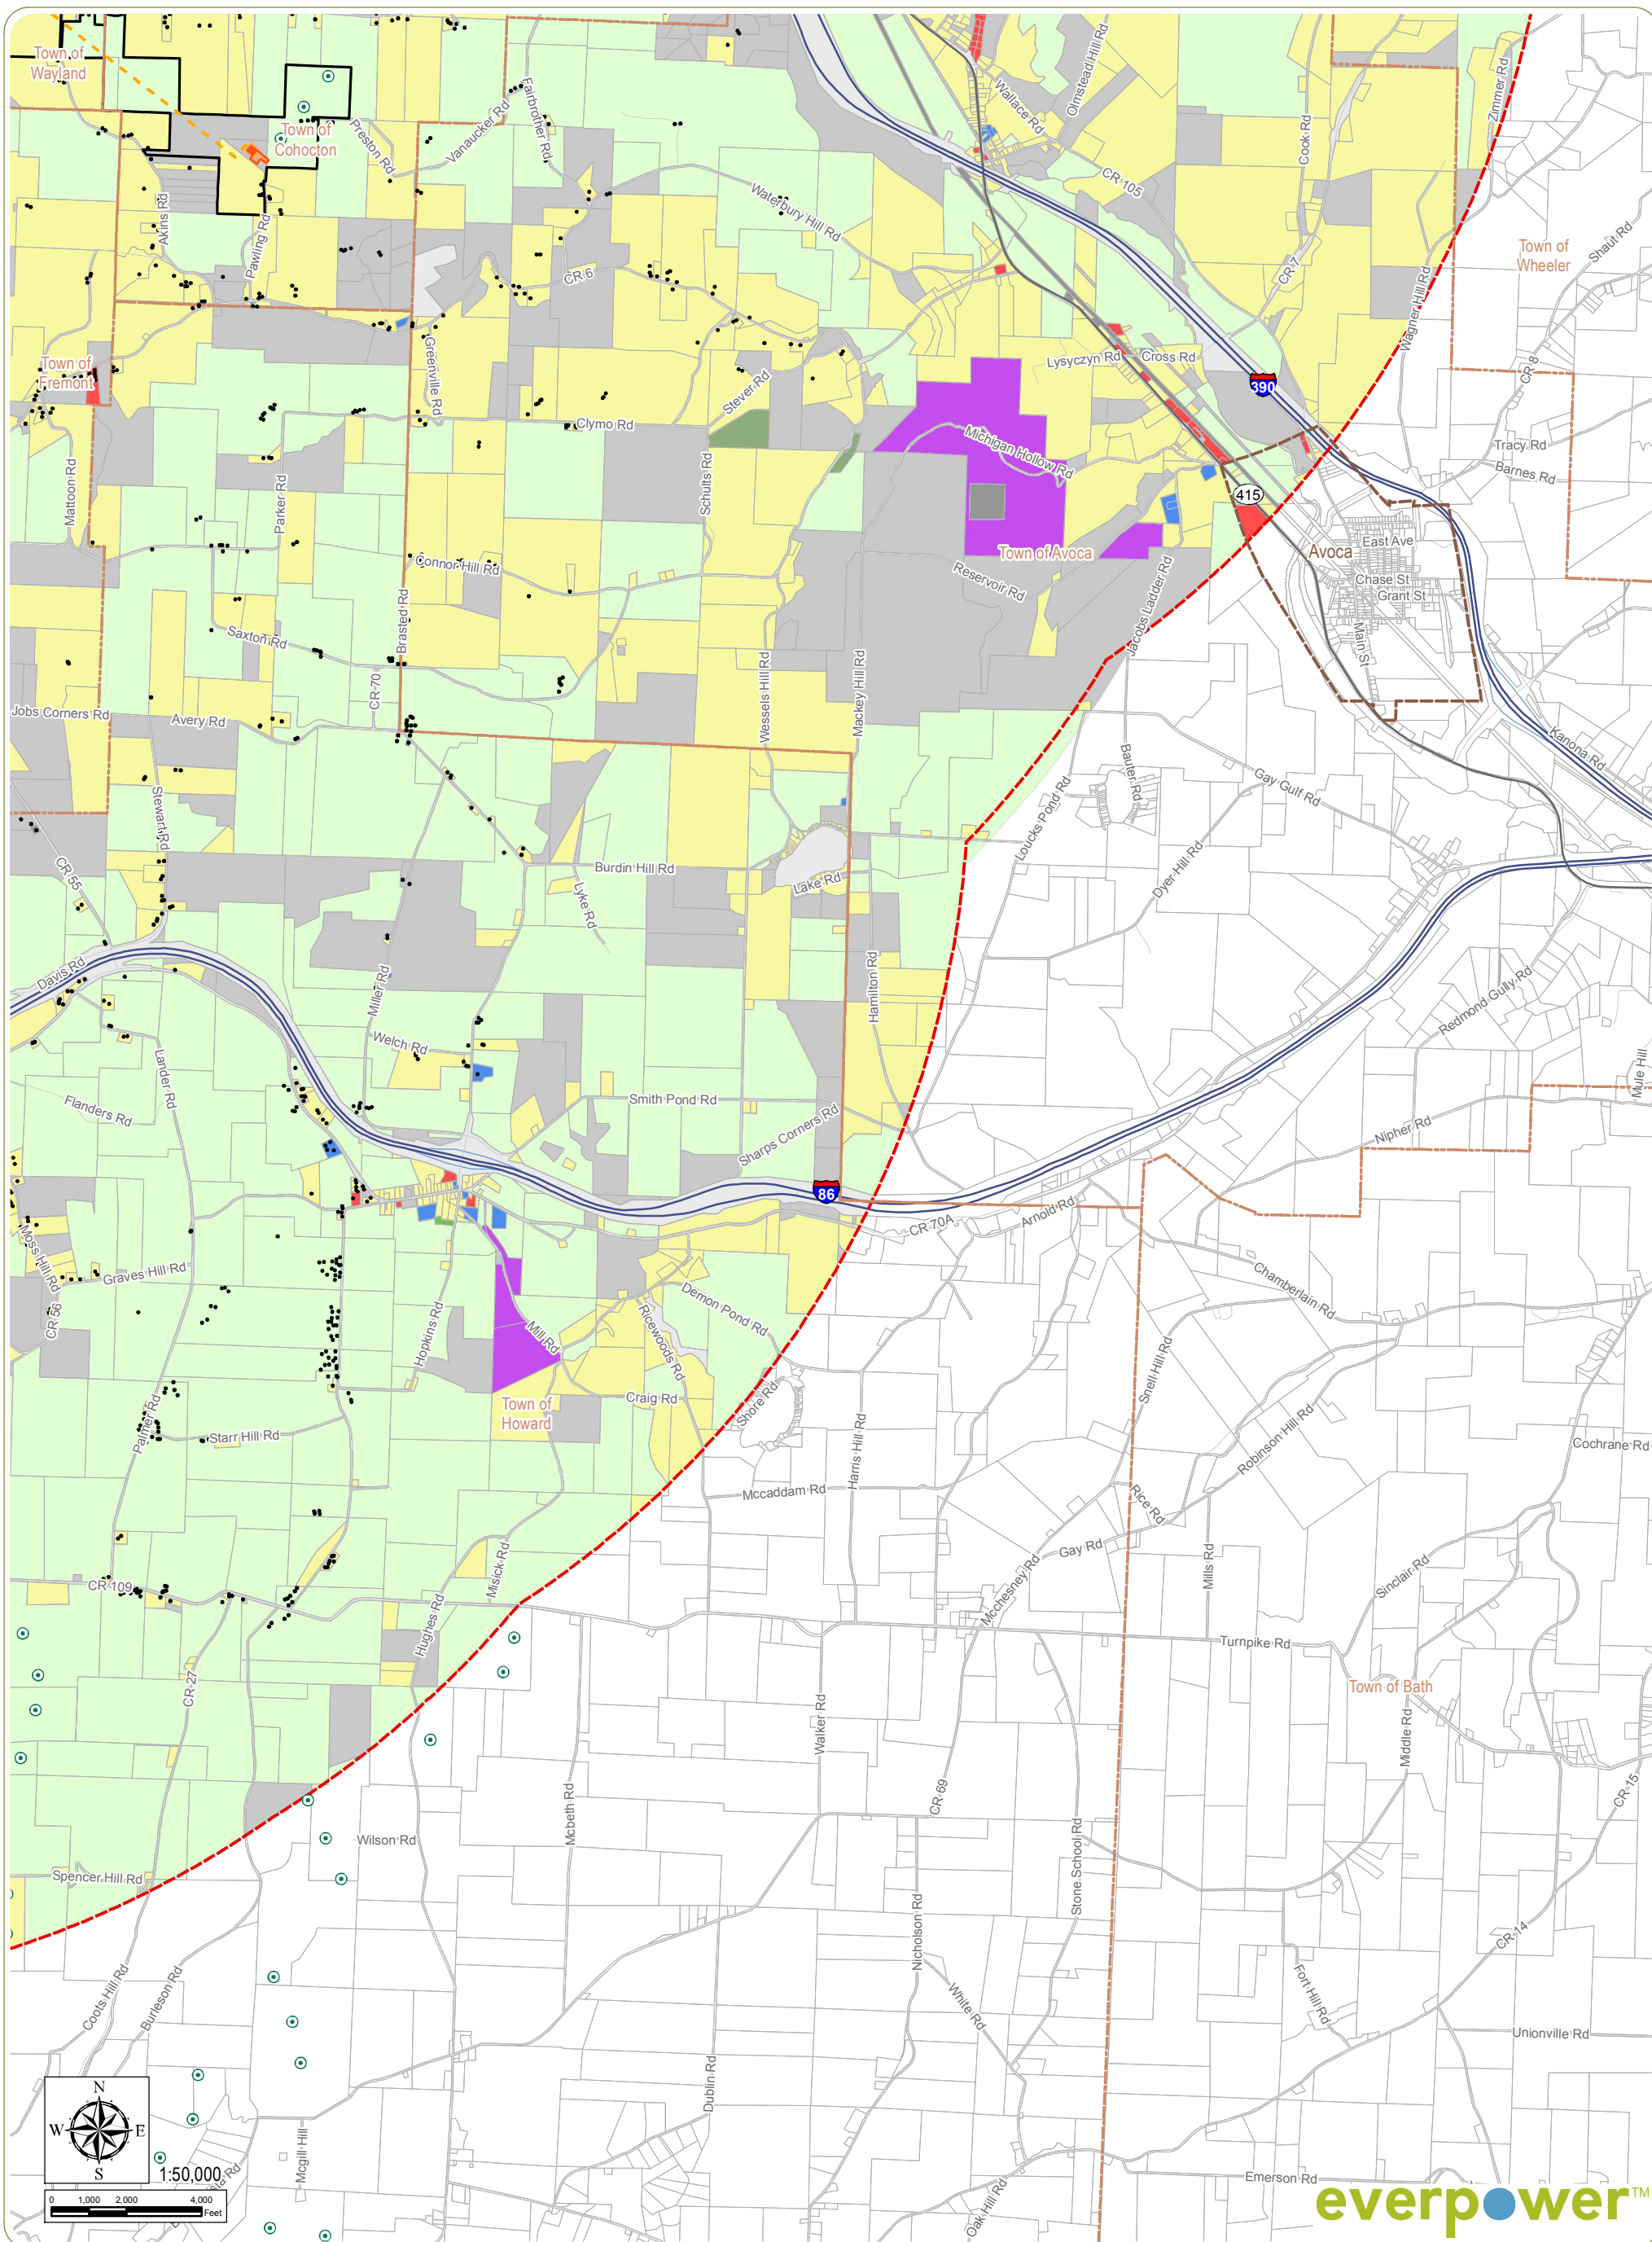 Town of
Wayland
Town of
Cohocton
Preston Rd
Vanaucker Rd
Fairbrother Rd
Wallace Rd
Olmstead Hill Rd
Cook Rd
Zimmer Rd
CR 105
Akins Rd
Pawling Rd
Waterbury Hill Rd
CR 6
CR 7
Town of
Wheeler
Shaut Rd
Wagner Hill Rd
Town of
Fremont
Greenville Rd
Lysyczyn Rd
Cross Rd
390
CR 8
Stever Rd
Clymo Rd
Michigan Hollow Rd
Tracy Rd
Barnes Rd
Mattoon Rd
Parker Rd
Schults Rd
415
East Ave
Avoca
Town of Avoca
Connor Hill Rd
Reservoir Rd
Chase St
Grant St
Main St
Jacobs Ladder Rd
Brasted Rd
Saxton Rd
CR 70
Wessels Hill Rd
Mackey Hill Rd
Jobs Corners Rd
Avery Rd
Kanona Rd
Bauter Rd
Gay Gulf Rd
Loucks Pond Rd
Stewart Rd
CR 55
Burdin Hill Rd
Lake Rd
Lyke Rd
Dyer Hill Rd
Davis Rd
Miller Rd
Hamilton Rd
Redmond Gully Rd
Welch Rd
Lander Rd
Flanders Rd
Smith Pond Rd
Sharps Corners Rd
Mule Hill
Nipher Rd
86
CR 70A
Arnold Rd
Moss Hill Rd
Graves Hill Rd
CR 56
Hopkins Rd
Mill Rd
Ricewoods Rd
Demon Pond Rd
Chamberlain Rd
Snell Hill Rd
Craig Rd
Shore Rd
Town of
Howard
Palmer Rd
Starr Hill Rd
Harris Hill Rd
Robinson Hill Rd
Cochrane Rd
Mccaddam Rd
Rice Rd
Gay Rd
Mills Rd
Misick Rd
Hughes Rd
CR 109
Mcchesney Rd
Sinclair Rd
Turnpike Rd
Town of Bath
CR 27
Walker Rd
Middle Rd
CR 69
CR 15
Mcbeth Rd
Wilson Rd
Stone School Rd
Spencer Hill Rd
Nicholson Rd
CR 14
Coots Hill Rd
Burleson Rd
White Rd
Fort Hill Rd
Unionville Rd
Dublin Rd
Mcgill Hill
Oak Hill Rd
Emerson Rd
N
W E
S
1:50,000
0 1,000 2,000 4,000
Feet
everpower™